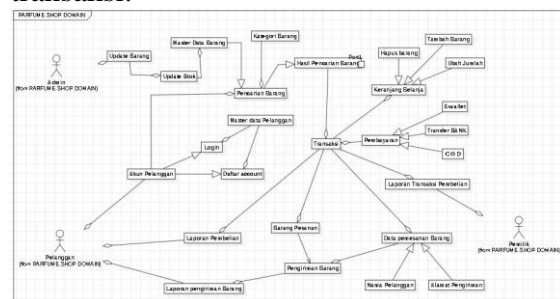 transaksi.
PARFUME SHOP DOMAIN
Update Barang
Master Data Barang
Kategori Barang
Hasil Pencarian Barang
Hapus barang
Tambah Barang
Ubah Jumlah
Admin
(from PARFUME SHOP DOMAIN)
Update Stok
Pencarian Barang
Keranjang Belanja
Master data Pelanggan
Ewallet
Transfer BANK
COD
Login
Transaksi
Pembayaran
Akun Pelanggan
Daftar account
Laporan Transaksi Pembelian
Barang Pesanan
Laporan Pembelian
Data pemesanan Barang
Pelanggan
(from PARFUME SHOP DOMAIN)
Pemilik
(from PARFUME SHOP DOMAIN)
Pengiriman Barang
Laporan pengiriman Barang
Nama Pelanggan
Alamat Pengiriman